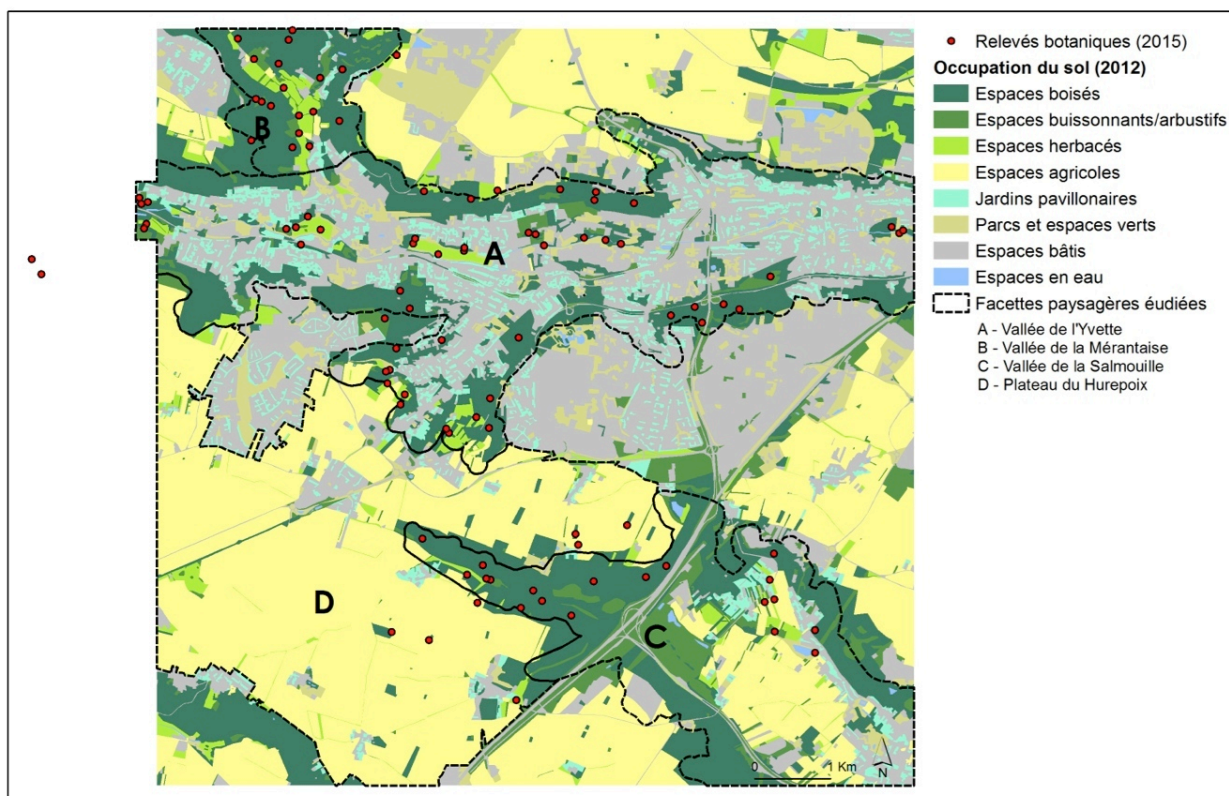 Relevés botaniques (2015)
Occupation du sol (2012)
Espaces boisés
Espaces buissonnants/arbustifs
Espaces herbacés
Espaces agricoles
Jardins pavillonaires
Parcs et espaces verts
Espaces bâtis
Espaces en eau
Facettes paysagères éudiées
A - Vallée de l'Yvette
B - Vallée de la Mérantaise
C - Vallée de la Salmouille
D - Plateau du Hurepoix
B
A
D
C
0 1 Km
N